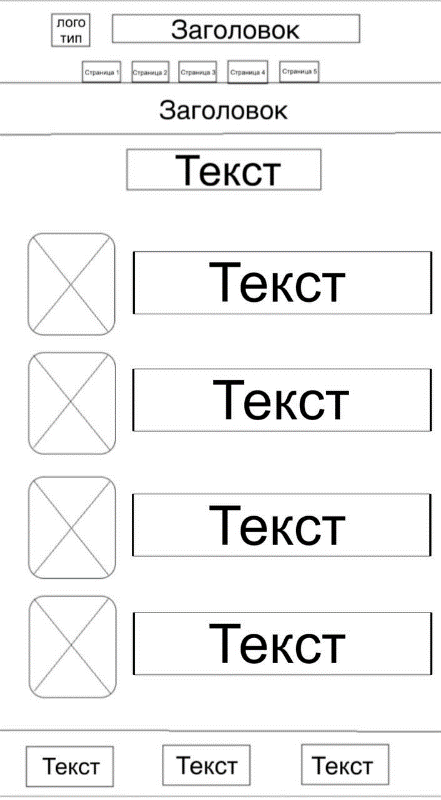 лого
тип
Заголовок
Страница 1
Страница 2
Страница 3
Страница 4
Страница 5
Заголовок
Текст
Текст
Текст
Текст
Текст
Текст
Текст
Текст